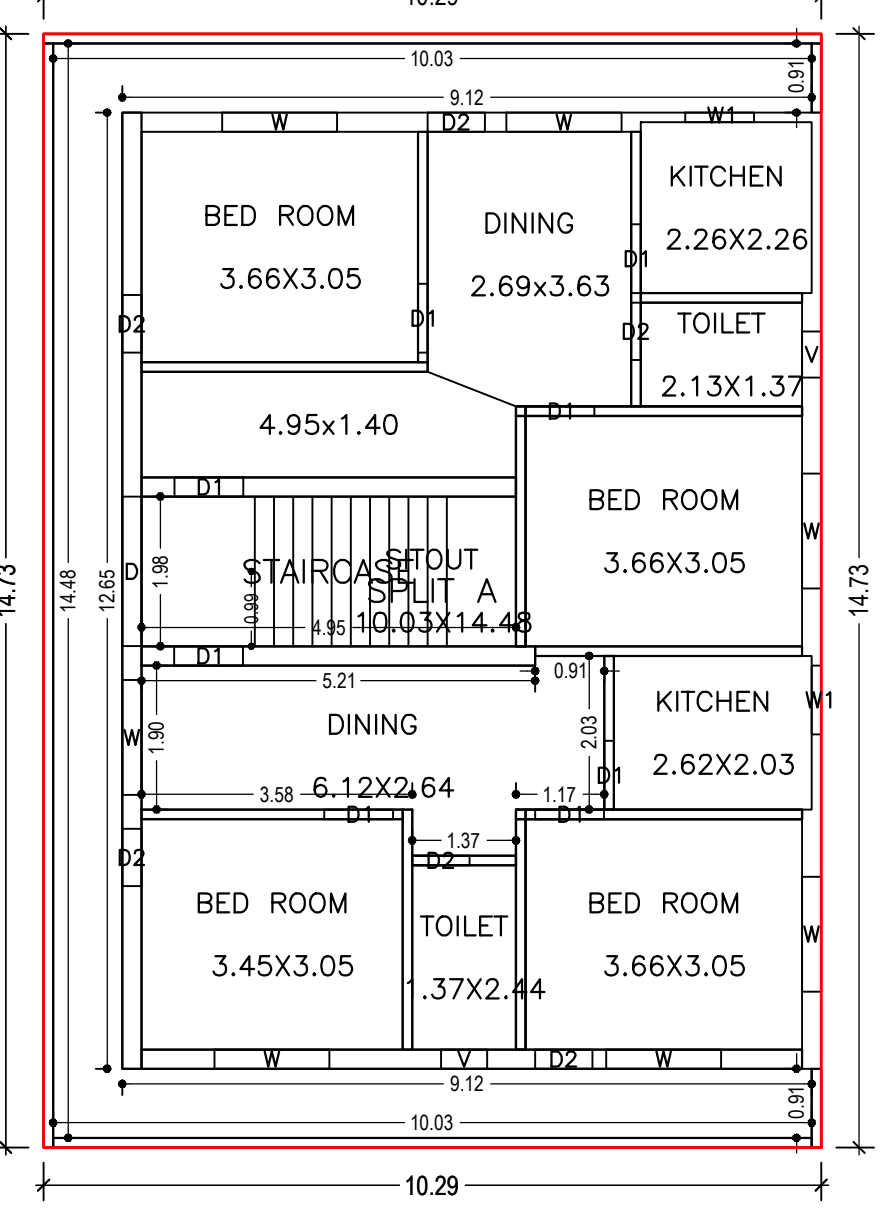 10.29
10.03
0.91
9.12
W
D2
W
W1
KITCHEN
2.26X2.26
BED ROOM
3.66X3.05
DINING
2.69x3.63
D1
D2
D1
D2
TOILET
2.13X1.37
V
4.95x1.40
D1
D1
BED ROOM
3.66X3.05
W
D
1.98
STAIRCASE
SITOUT
SPLIT A
10.03X14.48
0.99
4.95
14.73
14.48
12.65
14.73
D1
5.21
0.91
KITCHEN
2.62X2.03
W1
DINING
6.12X2.64
W
1.90
2.03
D1
3.58
1.17
D1
D1
1.37
D2
D2
BED ROOM
3.45X3.05
TOILET
1.37X2.44
BED ROOM
3.66X3.05
W
W
V
D2
W
9.12
0.91
10.03
10.29